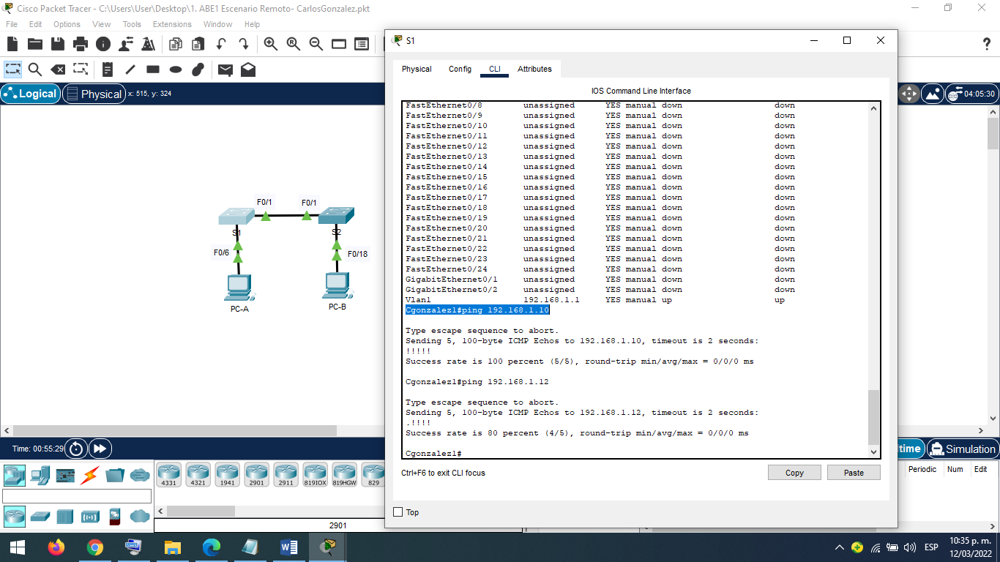 Cisco Packet Tracer - C:\Users\User\Desktop\1. ABE1 Escenario Remoto- CarlosGonzalez.pkt
File Edit Options View Tools Extensions Window Help
Logical Physical x: 515, y: 324
04:05:30
F0/1 F0/1
S1 S2
F0/6 F0/18
PC-A PC-B
S1
Physical Config CLI Attributes
IOS Command Line Interface
FastEthernet0/8 unassigned YES manual down down
FastEthernet0/9 unassigned YES manual down down
FastEthernet0/10 unassigned YES manual down down
FastEthernet0/11 unassigned YES manual down down
FastEthernet0/12 unassigned YES manual down down
FastEthernet0/13 unassigned YES manual down down
FastEthernet0/14 unassigned YES manual down down
FastEthernet0/15 unassigned YES manual down down
FastEthernet0/16 unassigned YES manual down down
FastEthernet0/17 unassigned YES manual down down
FastEthernet0/18 unassigned YES manual down down
FastEthernet0/19 unassigned YES manual down down
FastEthernet0/20 unassigned YES manual down down
FastEthernet0/21 unassigned YES manual down down
FastEthernet0/22 unassigned YES manual down down
FastEthernet0/23 unassigned YES manual down down
FastEthernet0/24 unassigned YES manual down down
GigabitEthernet0/1 unassigned YES manual down down
GigabitEthernet0/2 unassigned YES manual down down
Vlan1 192.168.1.1 YES manual up up
Cgonzalez1#ping 192.168.1.10
Type escape sequence to abort.
Sending 5, 100-byte ICMP Echos to 192.168.1.10, timeout is 2 seconds:
!!!!!
Success rate is 100 percent (5/5), round-trip min/avg/max = 0/0/0 ms
Cgonzalez1#ping 192.168.1.12
Type escape sequence to abort.
Sending 5, 100-byte ICMP Echos to 192.168.1.12, timeout is 2 seconds:
.!!!!
Success rate is 80 percent (4/5), round-trip min/avg/max = 0/0/0 ms
Cgonzalez1#
Ctrl+F6 to exit CLI focus
Copy Paste
Top
Time: 00:55:29
time Simulation
Periodic Num Edit
4331 4321 1941 2901 2911 819IOX 819HGW 829
2901
ESP
10:35 p. m.
12/03/2022